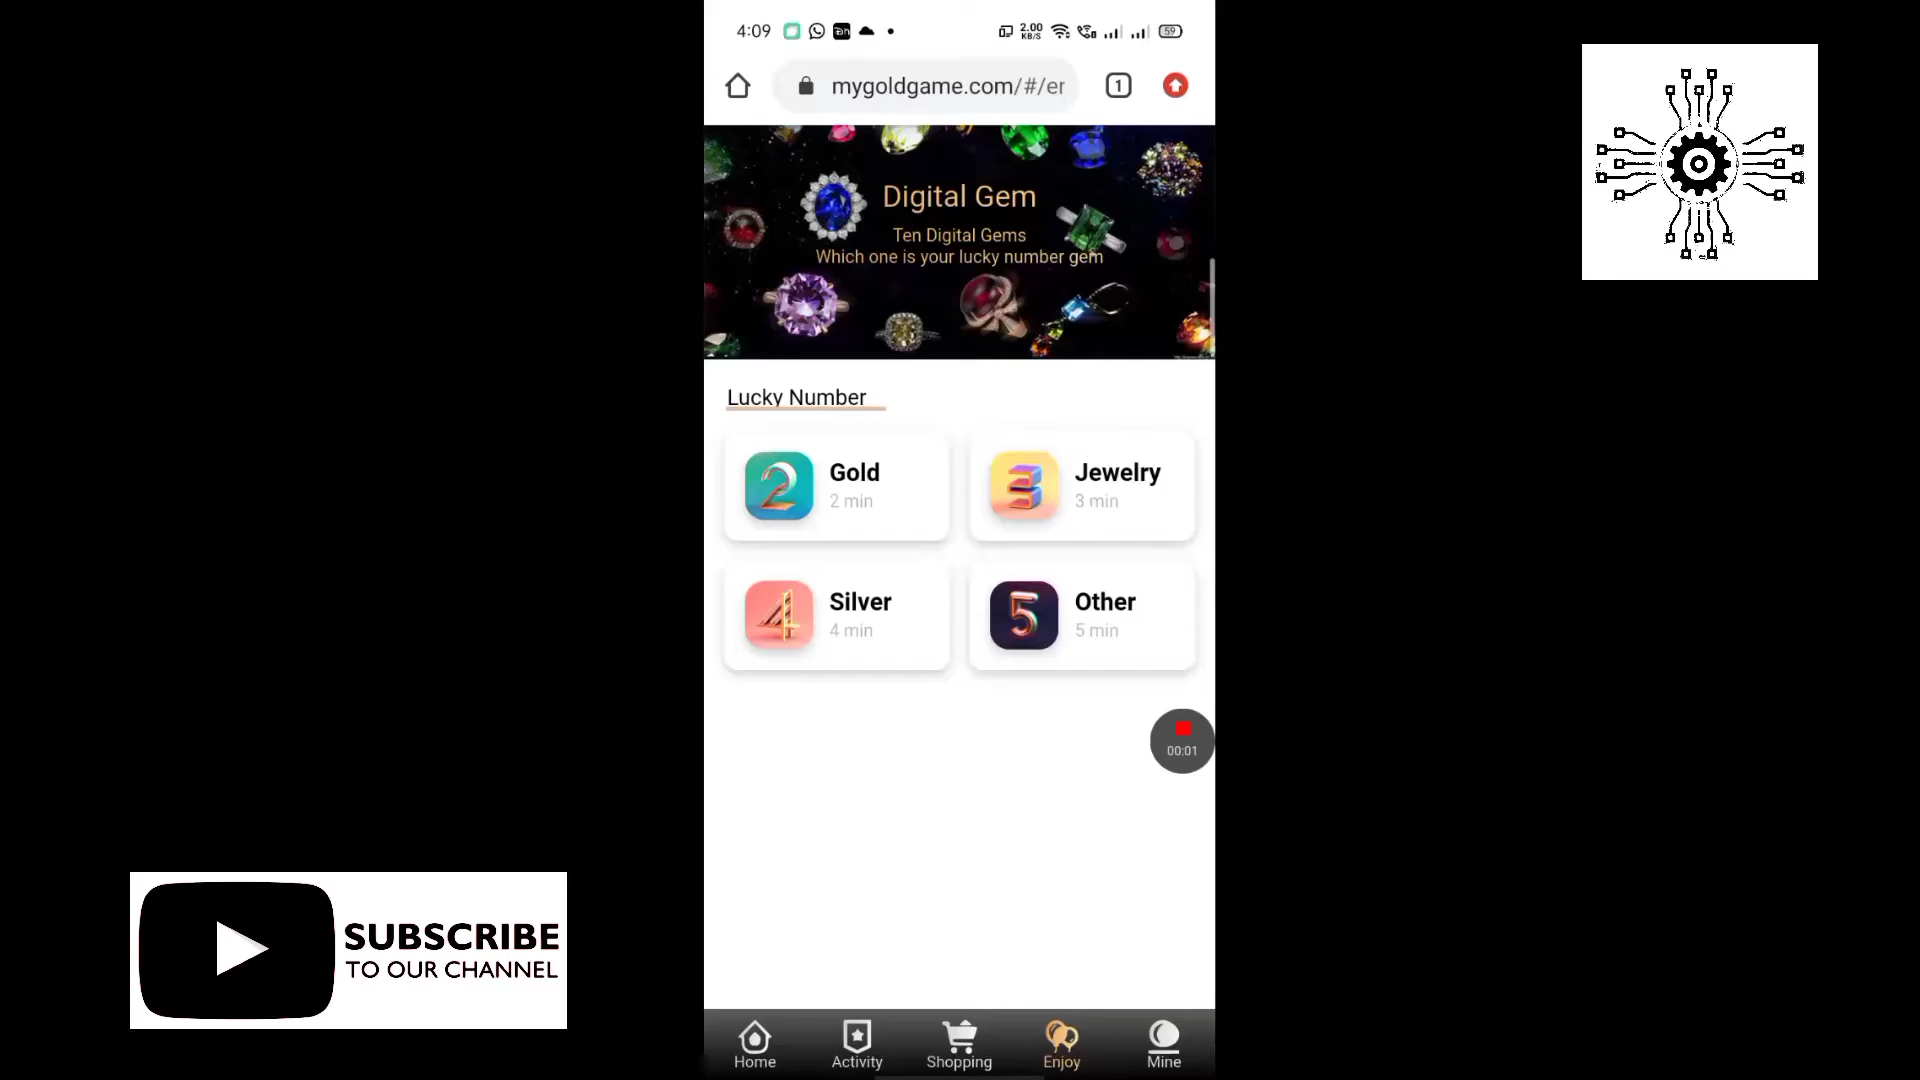 4:09
2.00
KB/S
59
mygoldgame.com/#/er
1
Digital Gem
Ten Digital Gems
Which one is your lucky number gem
Lucky Number
2
Gold
2 min
3
Jewelry
3 min
4
Silver
4 min
5
Other
5 min
00:01
SUBSCRIBE
TO OUR CHANNEL
Home
Activity
Shopping
Enjoy
Mine